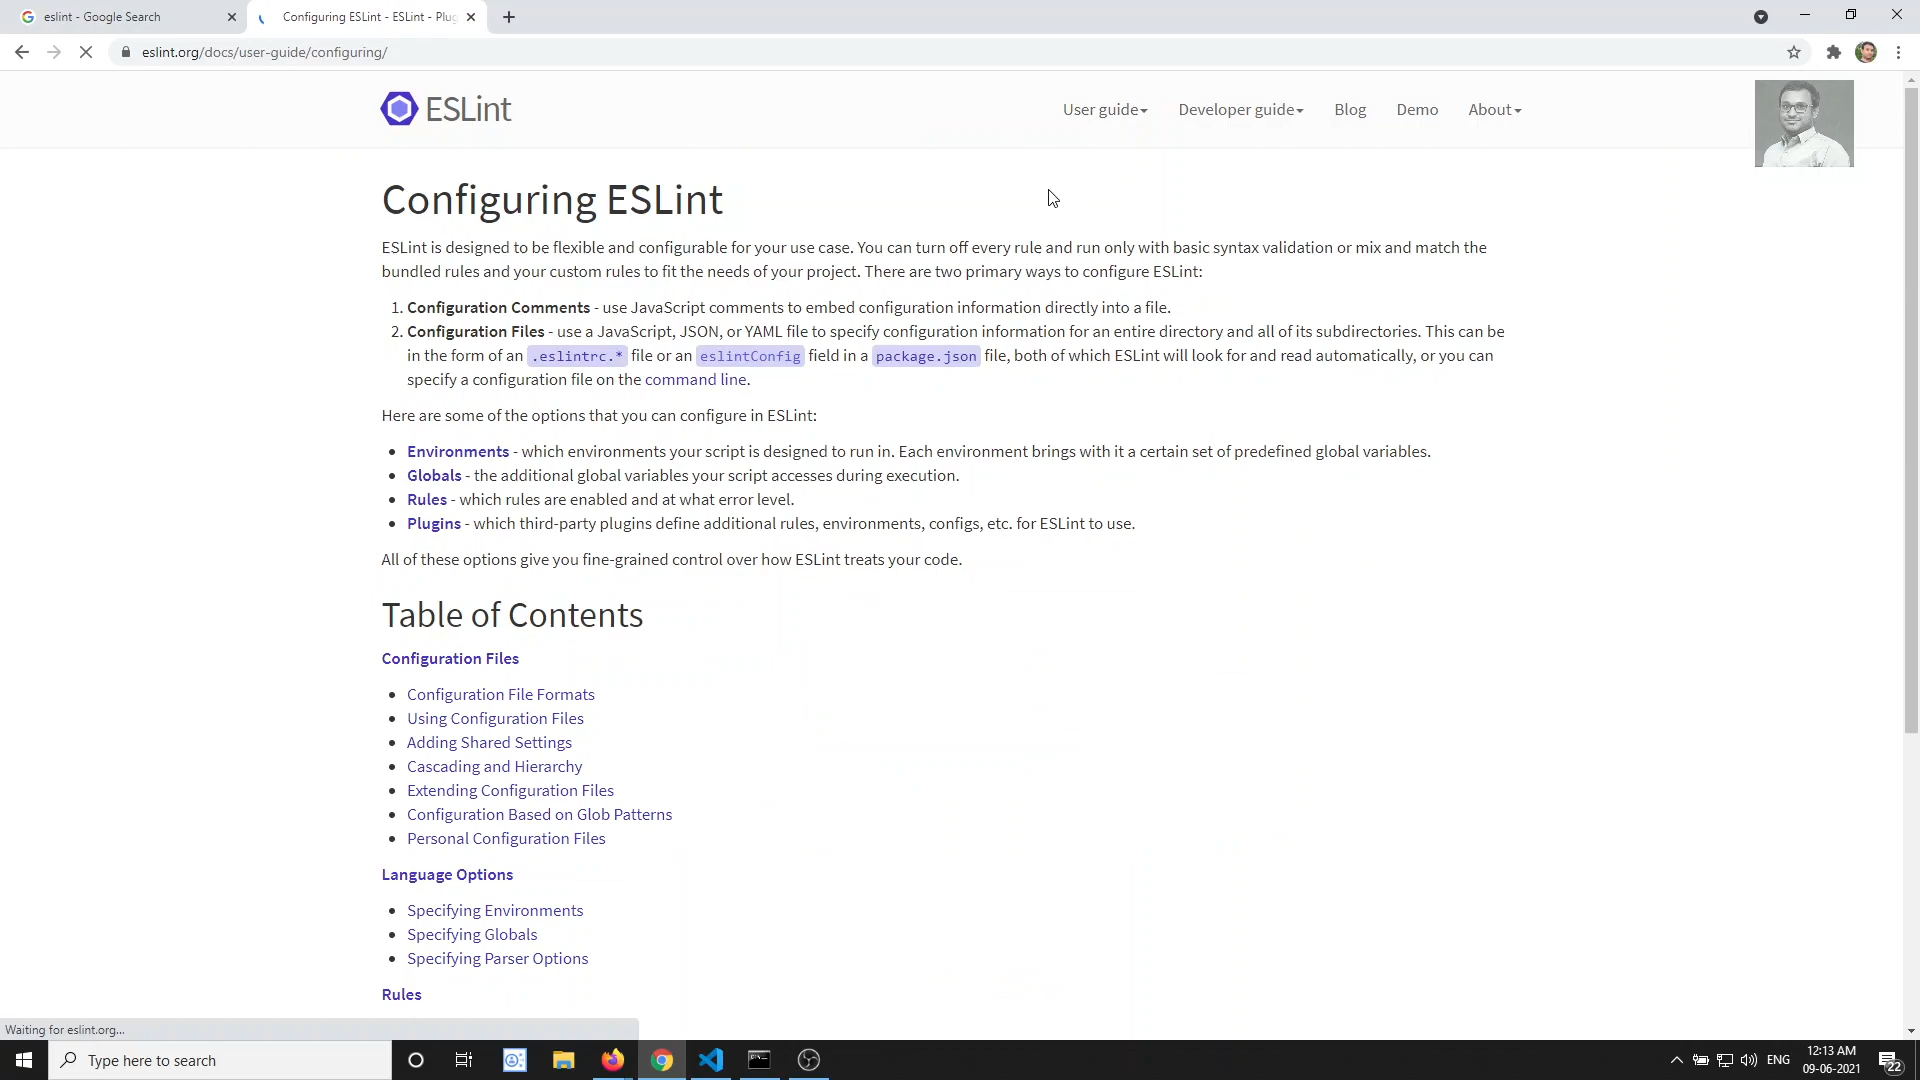 eslint - Google Search
Configuring ESLint - ESLint - Plug
eslint.org/docs/user-guide/configuring/
ESLint
User guide
Developer guide
Blog
Demo
About
Configuring ESLint
ESLint is designed to be flexible and configurable for your use case. You can turn off every rule and run only with basic syntax validation or mix and match the
bundled rules and your custom rules to fit the needs of your project. There are two primary ways to configure ESLint:
1. Configuration Comments - use JavaScript comments to embed configuration information directly into a file.
2. Configuration Files - use a JavaScript, JSON, or YAML file to specify configuration information for an entire directory and all of its subdirectories. This can be
in the form of an .eslintrc.* file or an eslintConfig field in a package.json file, both of which ESLint will look for and read automatically, or you can
specify a configuration file on the command line.
Here are some of the options that you can configure in ESLint:
• Environments - which environments your script is designed to run in. Each environment brings with it a certain set of predefined global variables.
• Globals - the additional global variables your script accesses during execution.
• Rules - which rules are enabled and at what error level.
• Plugins - which third-party plugins define additional rules, environments, configs, etc. for ESLint to use.
All of these options give you fine-grained control over how ESLint treats your code.
Table of Contents
Configuration Files
• Configuration File Formats
• Using Configuration Files
• Adding Shared Settings
• Cascading and Hierarchy
• Extending Configuration Files
• Configuration Based on Glob Patterns
• Personal Configuration Files
Language Options
• Specifying Environments
• Specifying Globals
• Specifying Parser Options
Rules
Waiting for eslint.org...
Type here to search
ENG
12:13 AM
09-06-2021
22